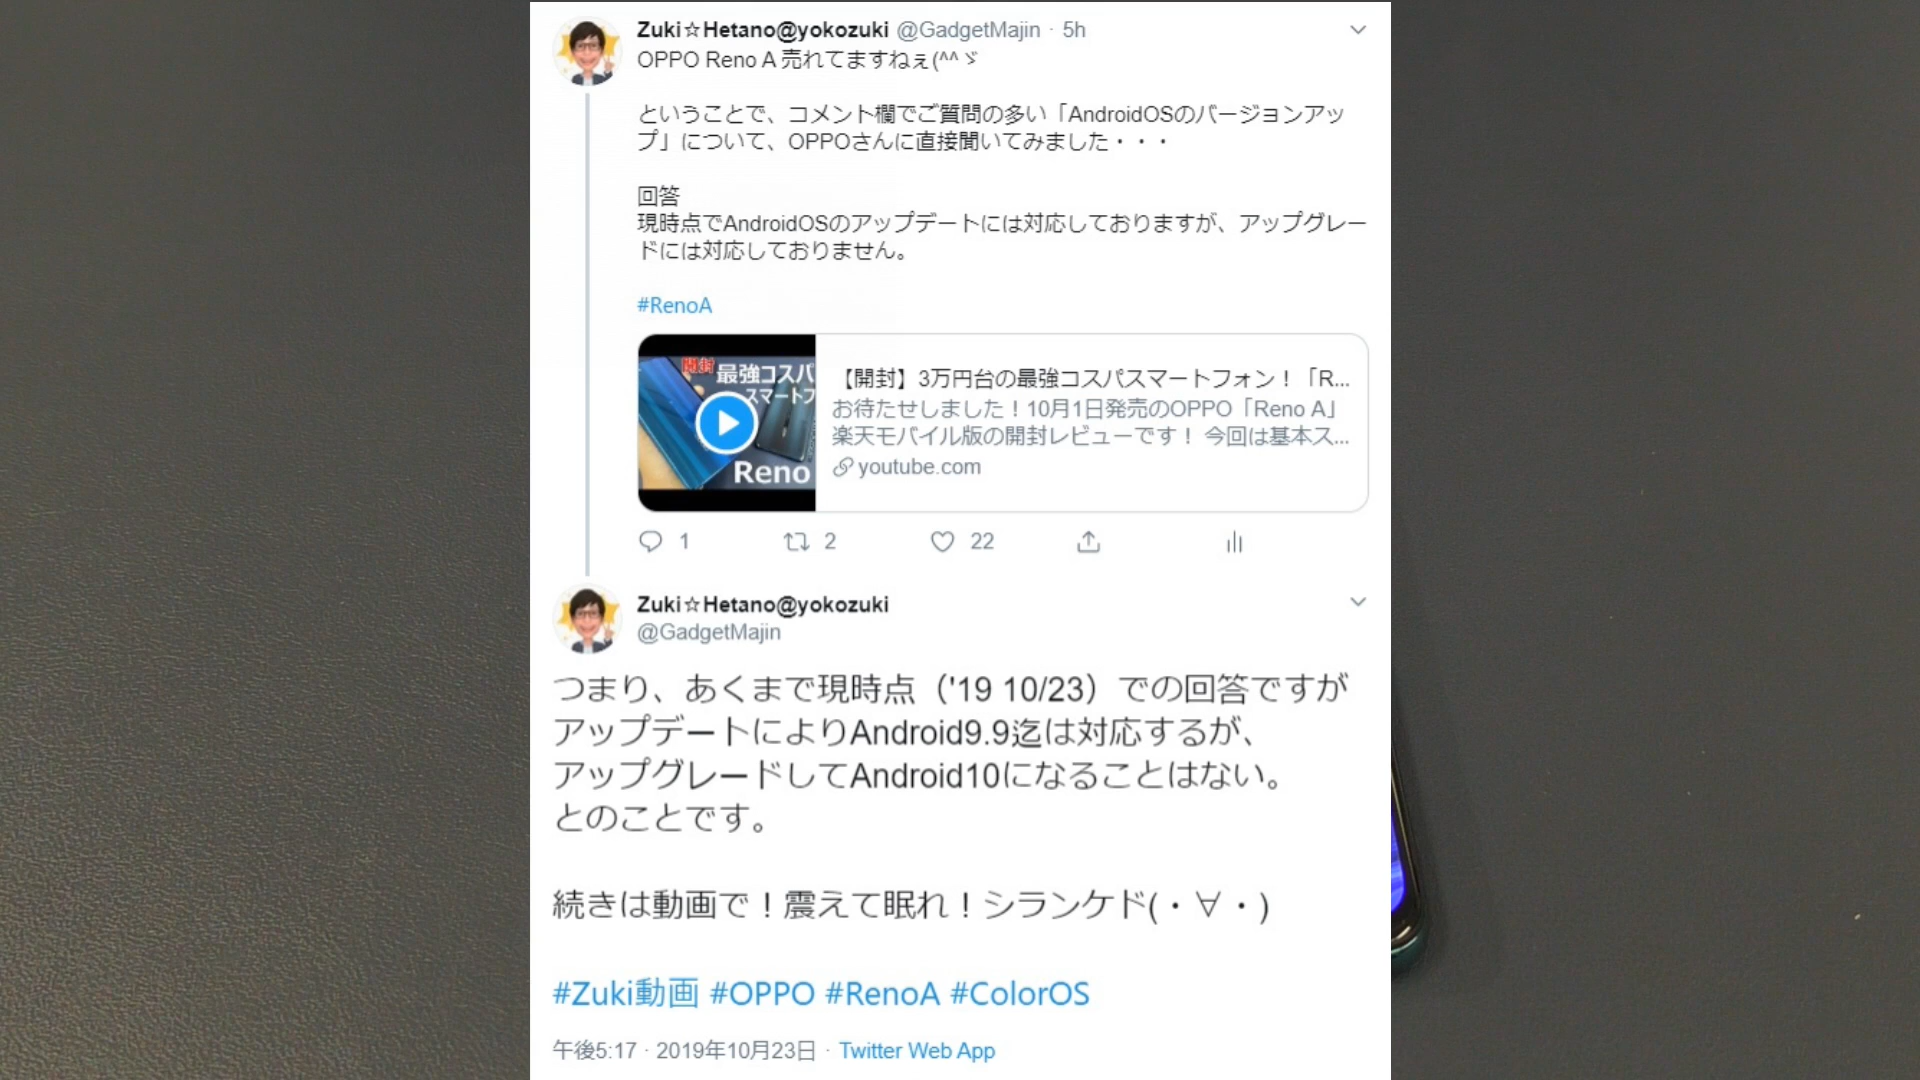 Zuki☆Hetano@yokozuki @GadgetMajin · 5h
OPPO Reno A 売れてますねぇ(^^ゞ
ということで、コメント欄でご質問の多い「AndroidOSのバージョンアッ
プ」について、OPPOさんに直接聞いてみました・・・
回答
現時点でAndroidOSのアップデートには対応しておりますが、アップグレー
ドには対応しておりません。
#RenoA
開封 最強コスパ
スマートフ
Reno
【開封】3万円台の最強コスパスマートフォン！「R...
お待たせしました！10月1日発売のOPPO「Reno A」
楽天モバイル版の開封レビューです！ 今回は基本ス...
youtube.com
1 2 22
Zuki☆Hetano@yokozuki
@GadgetMajin
つまり、あくまで現時点（'19 10/23）での回答ですが
アップデートによりAndroid9.9迄は対応するが、
アップグレードしてAndroid10になることはない。
とのことです。
続きは動画で！震えて眠れ！シランケド(・∀・)
#Zuki動画 #OPPO #RenoA #ColorOS
午後5:17 · 2019年10月23日 · Twitter Web App